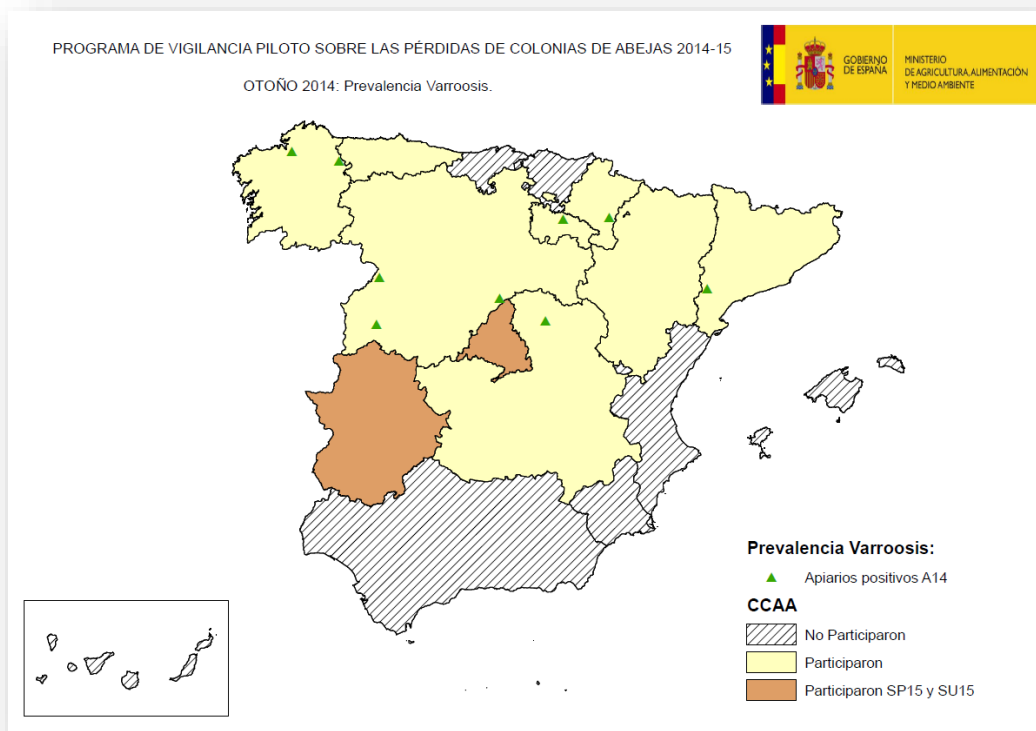 PROGRAMA DE VIGILANCIA PILOTO SOBRE LAS PÉRDIDAS DE COLONIAS DE ABEJAS 2014-15
OTOÑO 2014: Prevalencia Varroosis.
GOBIERNO
DE ESPAÑA
MINISTERIO
DE AGRICULTURA, ALIMENTACIÓN
Y MEDIO AMBIENTE
Prevalencia Varroosis:
Apiarios positivos A14
CCAA
No Participaron
Participaron
Participaron SP15 y SU15